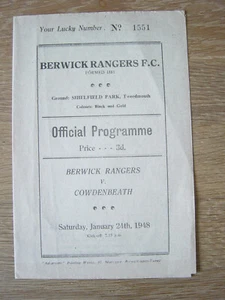 Your Lucky Number. Nº 1551
BERWICK RANGERS F.C.
Ground: SHIELFIELD PARK, Tweedmouth
Colours: Black and Gold
Official Programme
Price - - - 3d.
BERWICK RANGERS
v.
COWDENBEATH
Saturday, January 24th, 1948